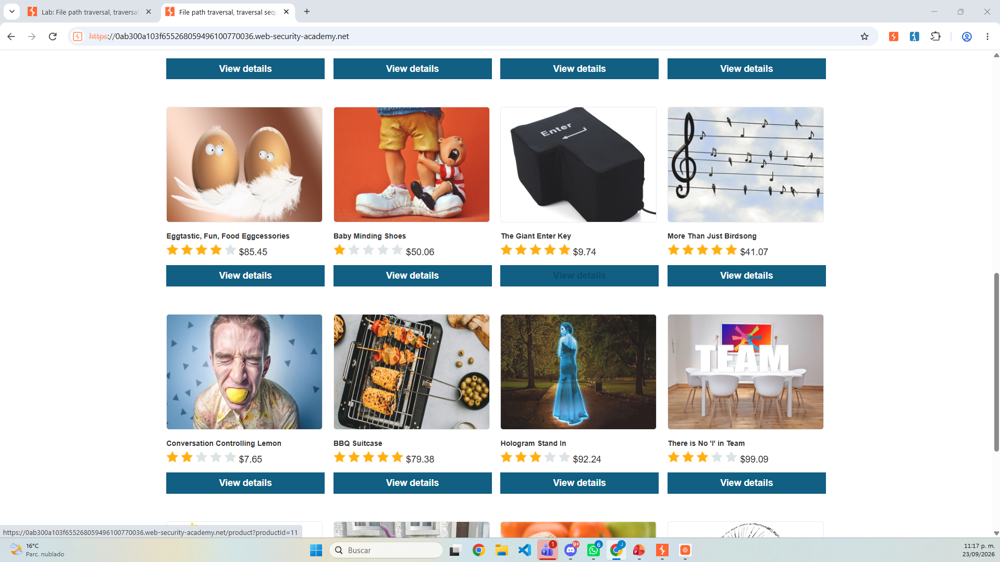 Lab: File path traversal, traversal
File path traversal, traversal sequ
https://0ab300a103f655268059496100770036.web-security-academy.net
View details
View details
View details
View details
Enter
Eggtastic, Fun, Food Eggcessories
Baby Minding Shoes
The Giant Enter Key
More Than Just Birdsong
$85.45
$50.06
$9.74
$41.07
View details
View details
View details
View details
TEAM
Conversation Controlling Lemon
BBQ Suitcase
Hologram Stand In
There is No 'I' in Team
$7.65
$79.38
$92.24
$99.09
View details
View details
View details
View details
https://0ab300a103f655268059496100770036.web-security-academy.net/product?productId=11
16°C
Parc. nublado
Buscar
1
9+
6
J
11:17 p. m.
23/09/2026